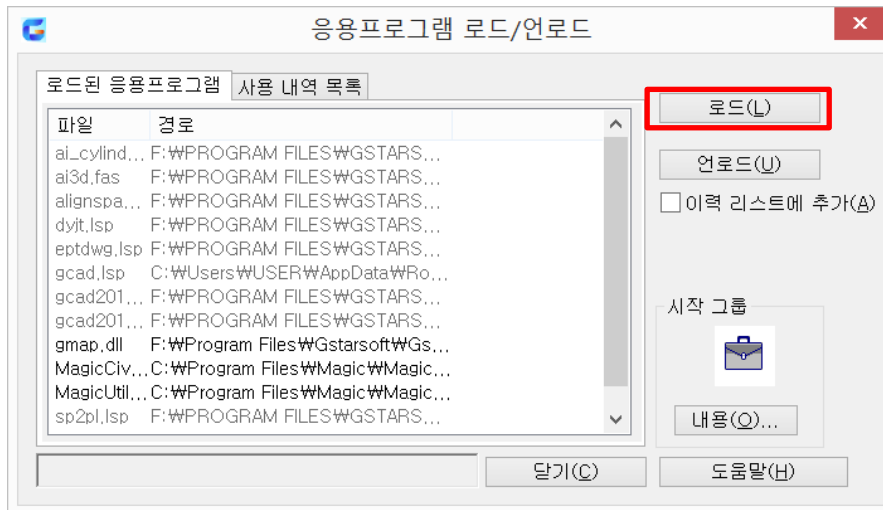 응용프로그램 로드/언로드
로드된 응용프로그램 사용 내역 목록
파일 경로
ai_cylind... F:₩PROGRAM FILES₩GSTARS...
ai3d.fas F:₩PROGRAM FILES₩GSTARS...
alignspa... F:₩PROGRAM FILES₩GSTARS...
dyjt.lsp F:₩PROGRAM FILES₩GSTARS...
eptdwg.lsp F:₩PROGRAM FILES₩GSTARS...
gcad.lsp C:₩Users₩USER₩AppData₩Ro...
gcad201... F:₩PROGRAM FILES₩GSTARS...
gcad201... F:₩PROGRAM FILES₩GSTARS...
gmap.dll F:₩Program Files₩Gstarsoft₩Gs...
MagicCiv... C:₩Program Files₩Magic₩Magic...
MagicUtil... C:₩Program Files₩Magic₩Magic...
sp2pl.lsp F:₩PROGRAM FILES₩GSTARS...
로드(L)
언로드(U)
이력 리스트에 추가(A)
시작 그룹
내용(O)...
닫기(C) 도움말(H)